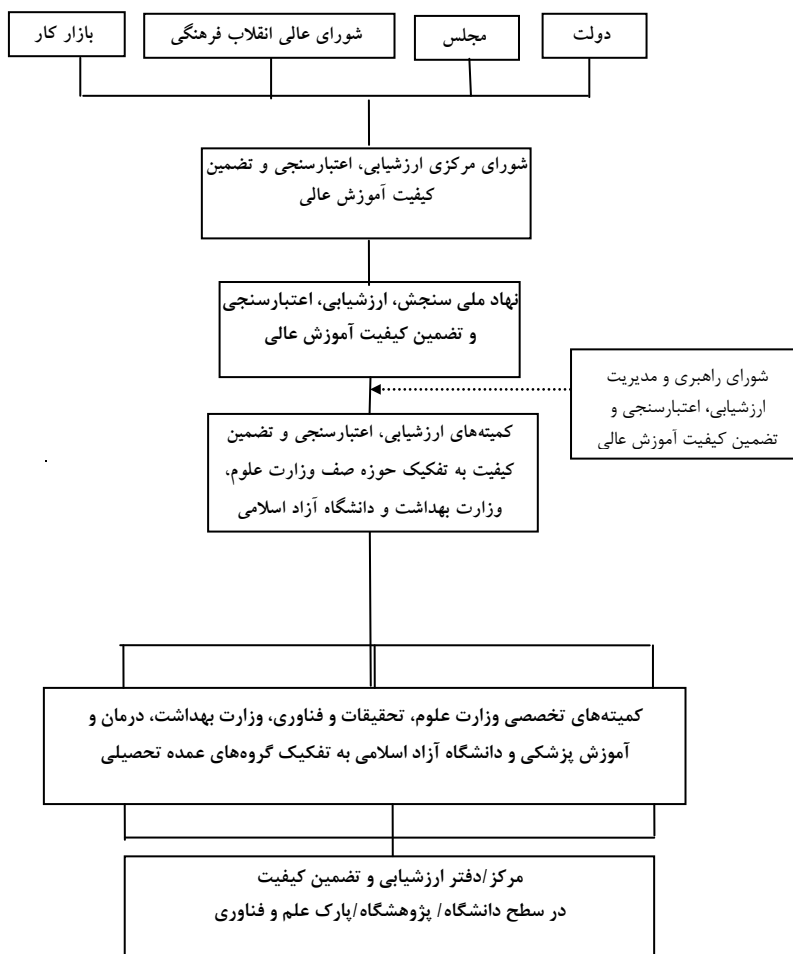 دولت
مجلس
شورای عالی انقلاب فرهنگی
بازار کار
شورای مرکزی ارزشیابی، اعتبارسنجی و تضمین
کیفیت آموزش عالی
نهاد ملی سنجش، ارزشیابی، اعتبارسنجی
و تضمین کیفیت آموزش عالی
شورای راهبری و مدیریت
ارزشیابی، اعتبارسنجی و
تضمین کیفیت آموزش عالی
کمیته‌های ارزشیابی، اعتبارسنجی و تضمین
کیفیت به تفکیک حوزه صف وزارت علوم،
وزارت بهداشت و دانشگاه آزاد اسلامی
کمیته‌های تخصصی وزارت علوم، تحقیقات و فناوری، وزارت بهداشت، درمان و
آموزش پزشکی و دانشگاه آزاد اسلامی به تفکیک گروه‌های عمده تحصیلی
مرکز/دفتر ارزشیابی و تضمین کیفیت
در سطح دانشگاه/ پژوهشگاه/پارک علم و فناوری